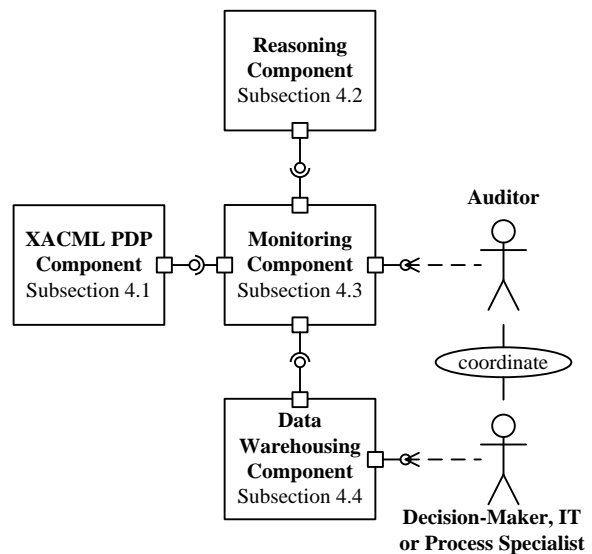 Reasoning
Component
Subsection 4.2
XACML PDP
Component
Subsection 4.1
Monitoring
Component
Subsection 4.3
Auditor
coordinate
Data
Warehousing
Component
Subsection 4.4
Decision-Maker, IT
or Process Specialist